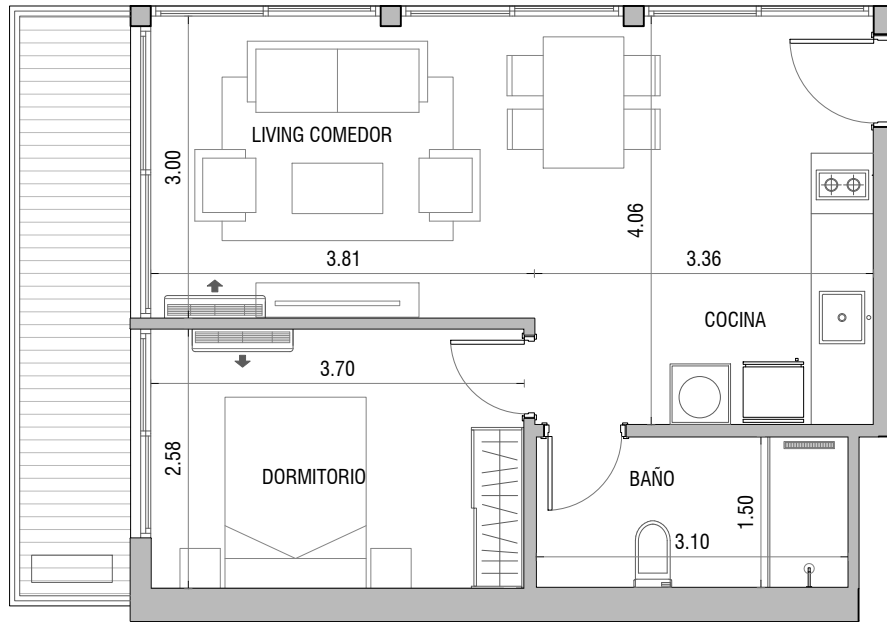 LIVING COMEDOR
3.00
4.06
3.81
3.36
COCINA
3.70
2.58
DORMITORIO
BAÑO
1.50
3.10